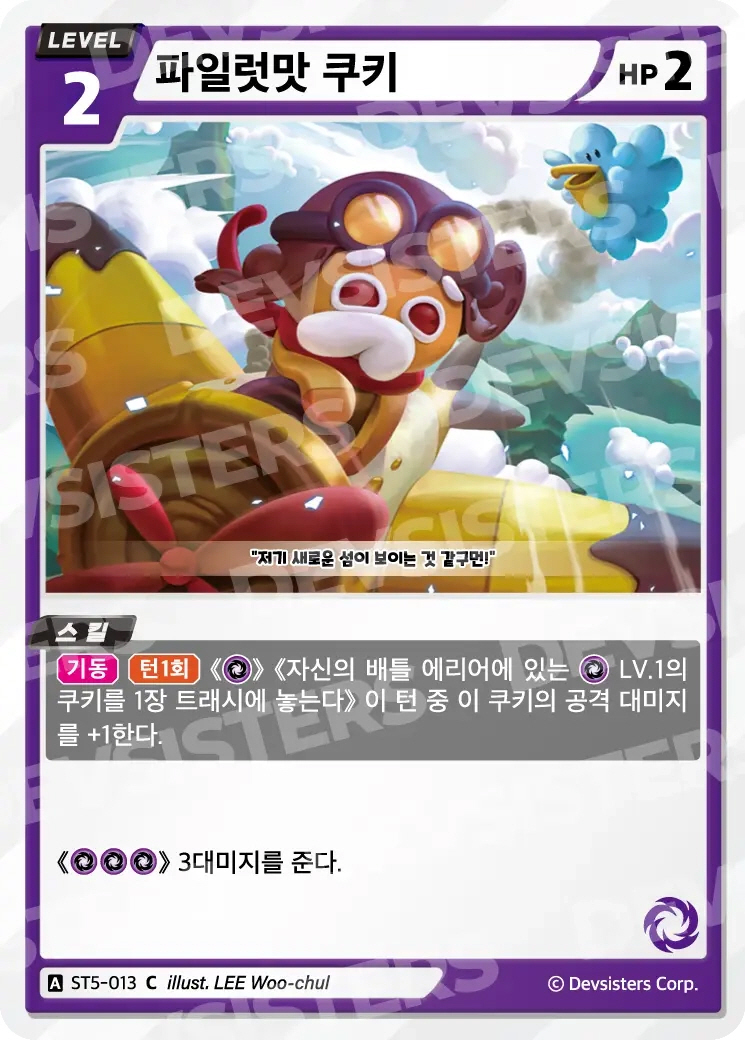 LEVEL
2
파일럿맛 쿠키
HP 2
"저기 새로운 섬이 보이는 것 같구먼!"
스킬
기동 턴1회 《》 《자신의 배틀 에리어에 있는 LV.1의
쿠키를 1장 트래시에 놓는다》 이 턴 중 이 쿠키의 공격 대미지
를 +1한다.
《》 3대미지를 준다.
A ST5-013 C illust. LEE Woo-chul
© Devsisters Corp.
DEVSISTERS